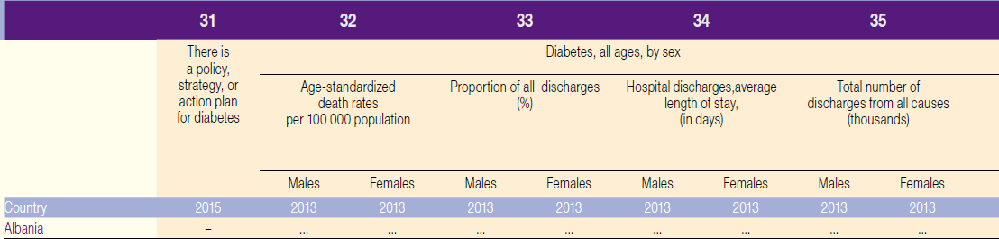 31 32 33 34 35
There is
a policy,
strategy, or
action plan
for diabetes
Diabetes, all ages, by sex
Age-standardized
death rates
per 100 000 population
Proportion of all discharges
(%)
Hospital discharges,average
length of stay,
(in days)
Total number of
discharges from all causes
(thousands)
Males Females Males Females Males Females Males Females
Country 2015 2013 2013 2013 2013 2013 2013 2013 2013
Albania – ... ... ... ... ... ... ... ...